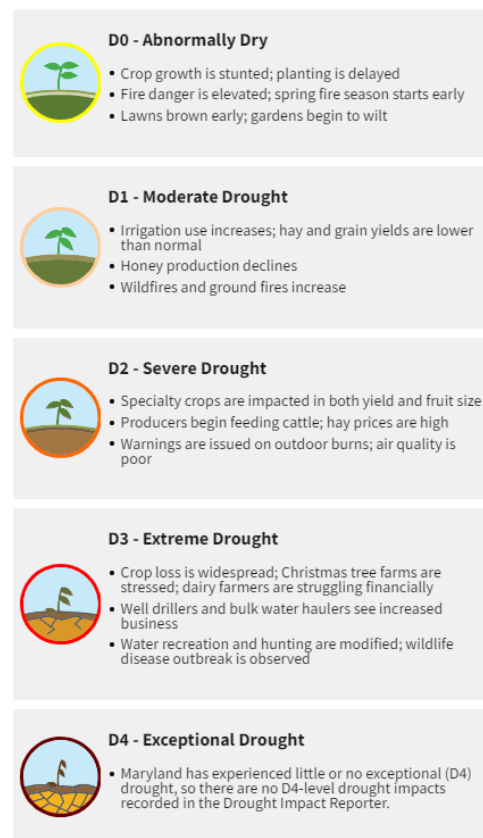 D0 - Abnormally Dry
• Crop growth is stunted; planting is delayed
• Fire danger is elevated; spring fire season starts early
• Lawns brown early; gardens begin to wilt
D1 - Moderate Drought
• Irrigation use increases; hay and grain yields are lower
than normal
• Honey production declines
• Wildfires and ground fires increase
D2 - Severe Drought
• Specialty crops are impacted in both yield and fruit size
• Producers begin feeding cattle; hay prices are high
• Warnings are issued on outdoor burns; air quality is
poor
D3 - Extreme Drought
• Crop loss is widespread; Christmas tree farms are
stressed; dairy farmers are struggling financially
• Well drillers and bulk water haulers see increased
business
• Water recreation and hunting are modified; wildlife
disease outbreak is observed
D4 - Exceptional Drought
• Maryland has experienced little or no exceptional (D4)
drought, so there are no D4-level drought impacts
recorded in the Drought Impact Reporter.